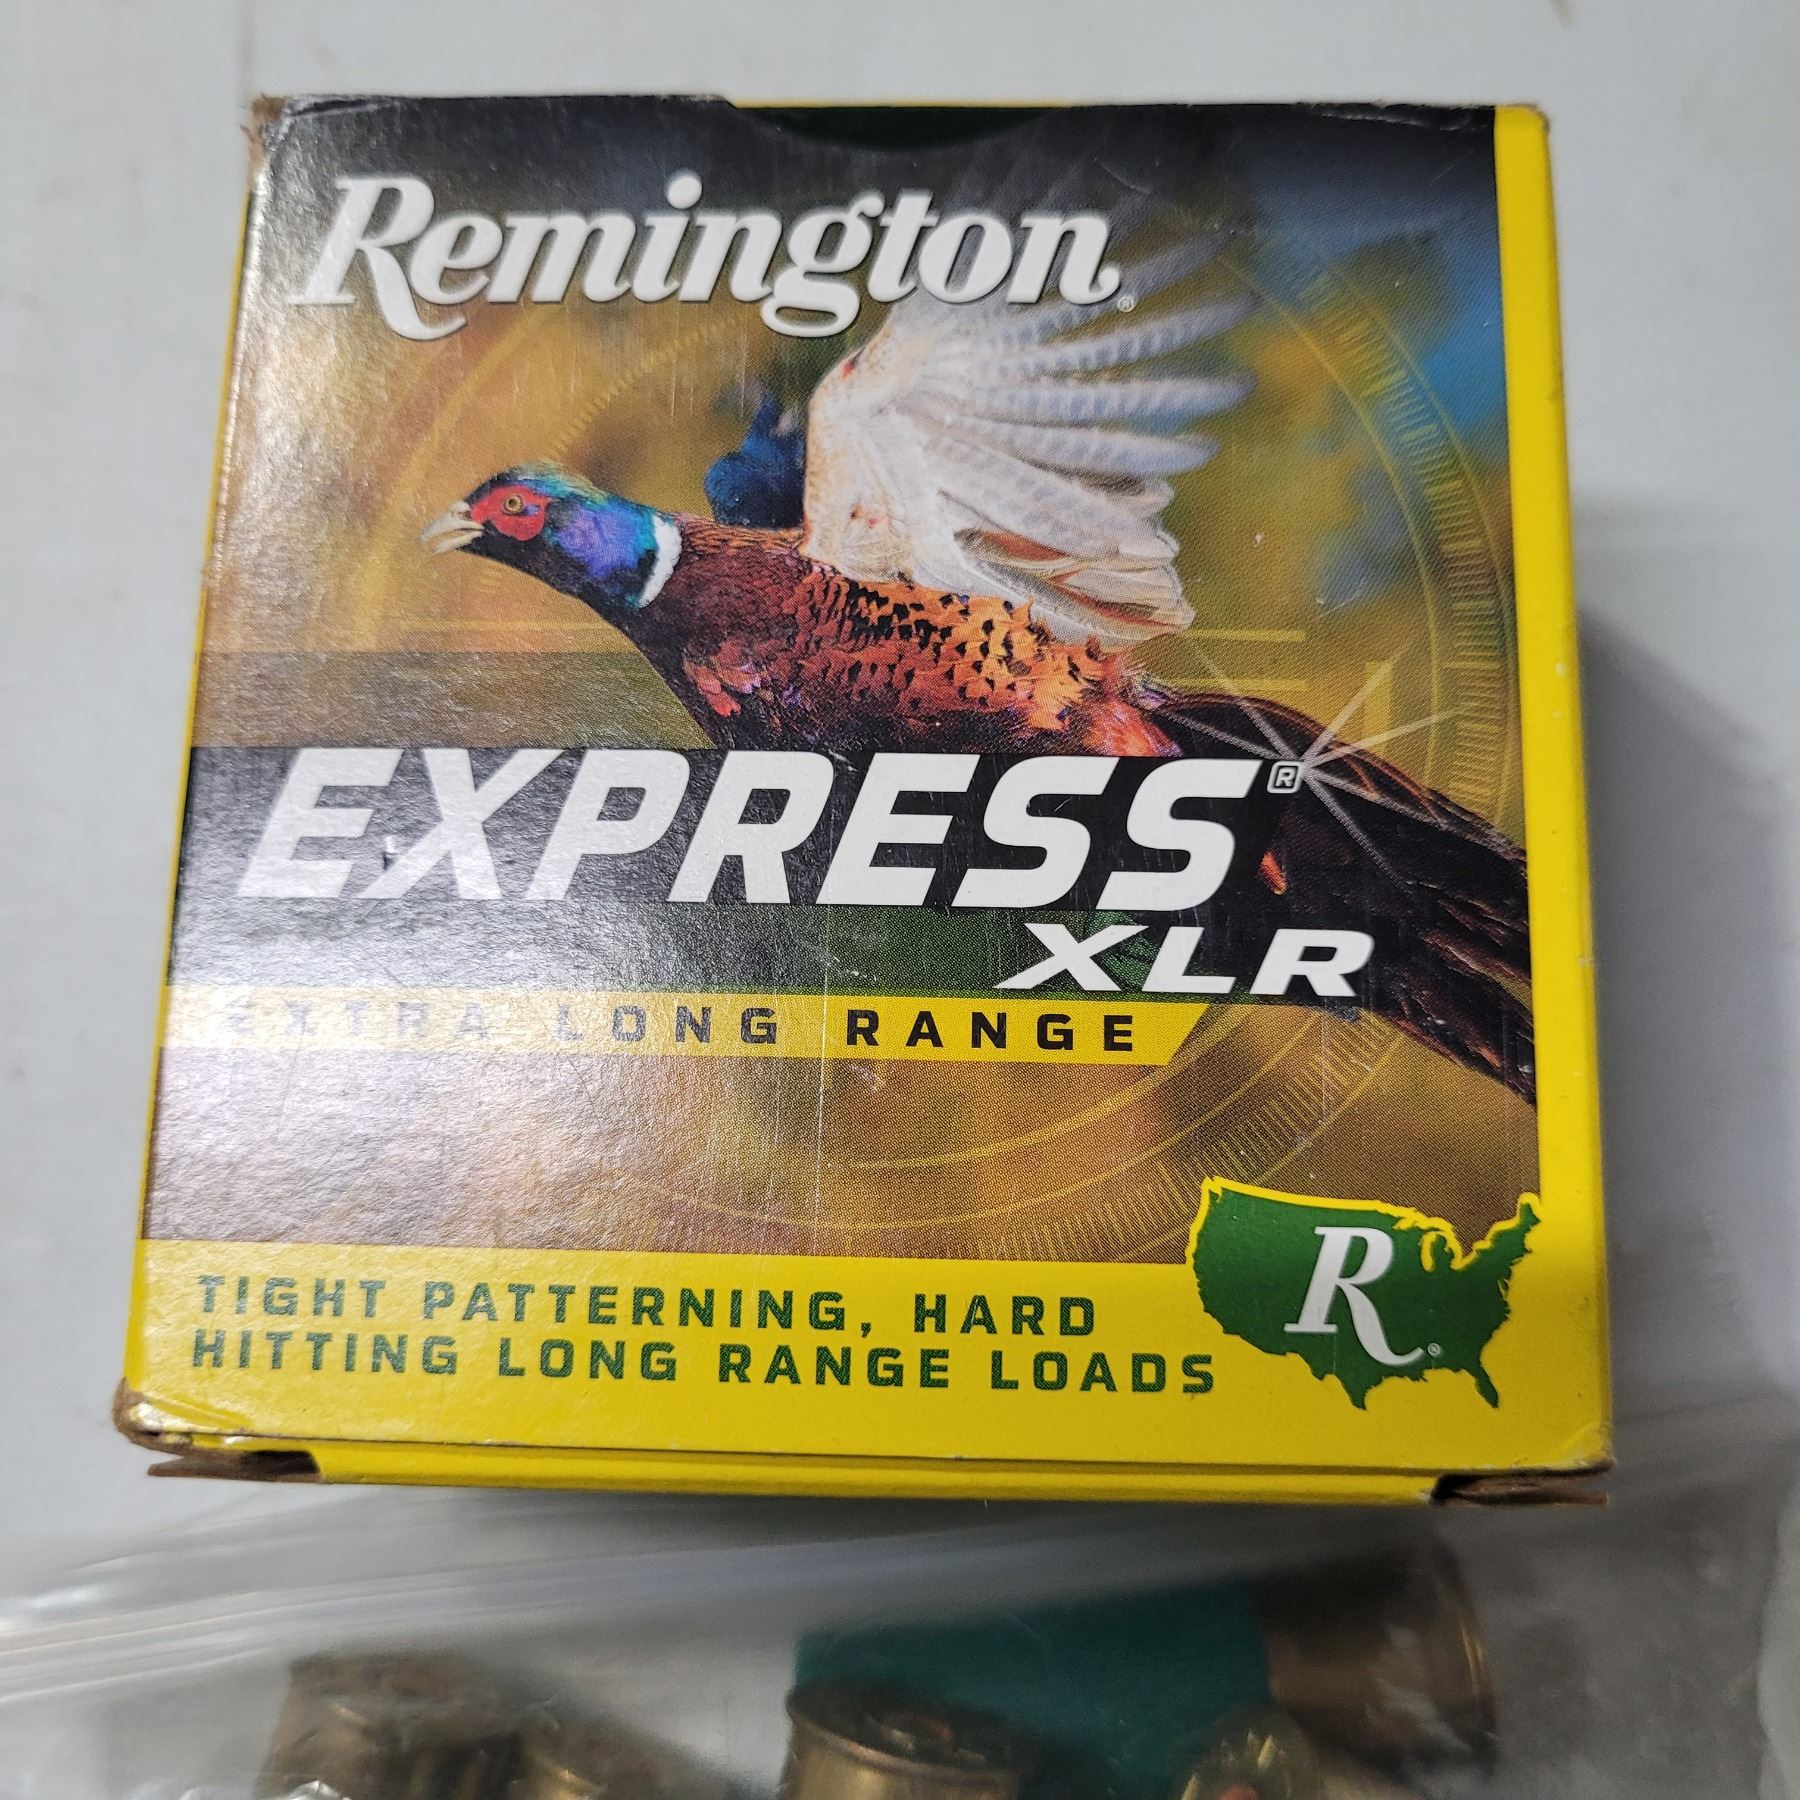 Remington®
EXPRESS®
XLR
EXTRA LONG RANGE
TIGHT PATTERNING, HARD
HITTING LONG RANGE LOADS
R®